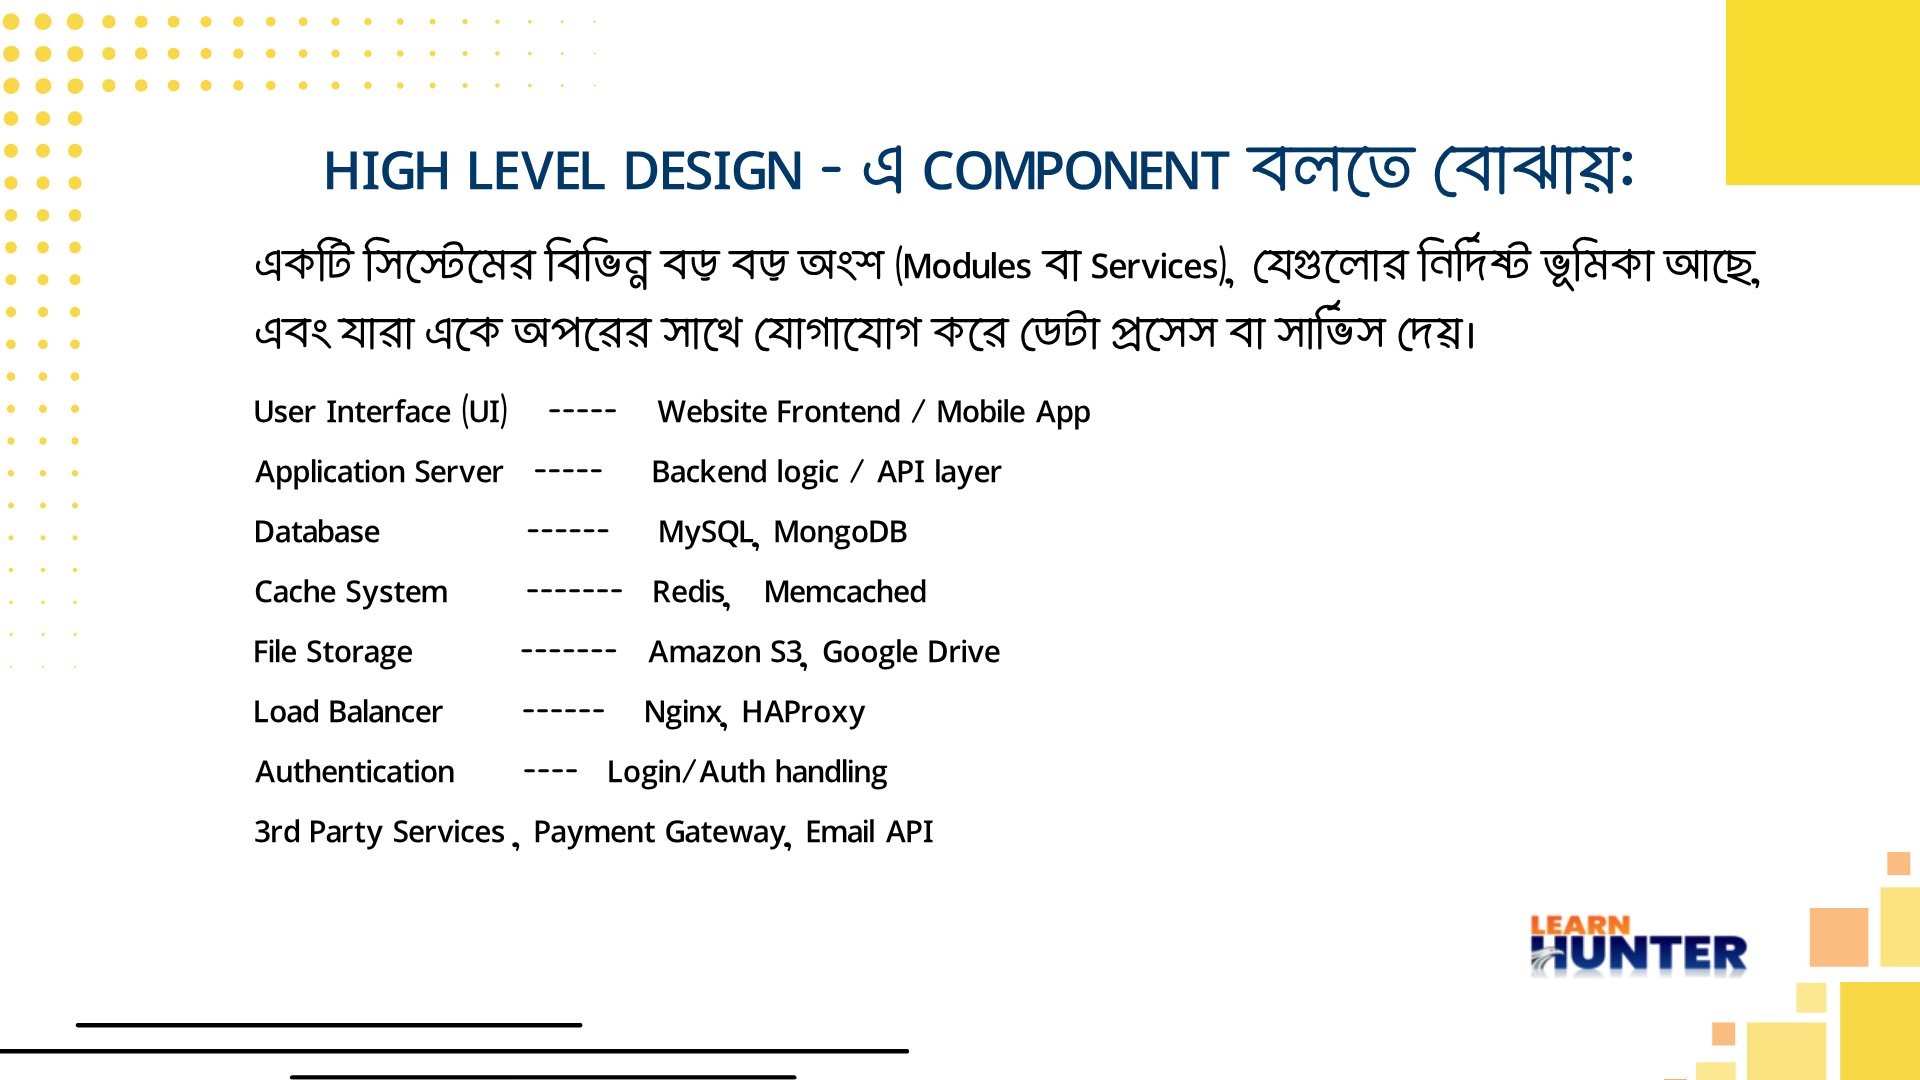 HIGH LEVEL DESIGN - এ COMPONENT বলতে বোঝায়ঃ
একটি সিস্টেমের বিভিন্ন বড় বড় অংশ (Modules বা Services), যেগুলোর নির্দিষ্ট ভূমিকা আছে,
এবং যারা একে অপরের সাথে যোগাযোগ করে ডেটা প্রসেস বা সার্ভিস দেয়।
User Interface (UI) ----- Website Frontend / Mobile App
Application Server ----- Backend logic / API layer
Database ------ MySQL, MongoDB
Cache System ------- Redis, Memcached
File Storage ------- Amazon S3, Google Drive
Load Balancer ------ Nginx, HAProxy
Authentication ---- Login/Auth handling
3rd Party Services , Payment Gateway, Email API
LEARN
HUNTER